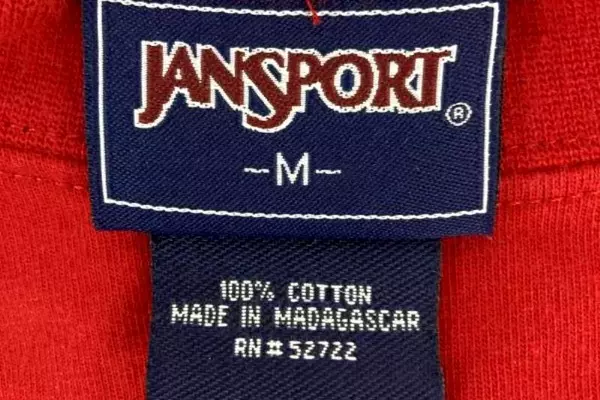 JANSPORT®
-M-
100% COTTON
MADE IN MADAGASCAR
RN#52722